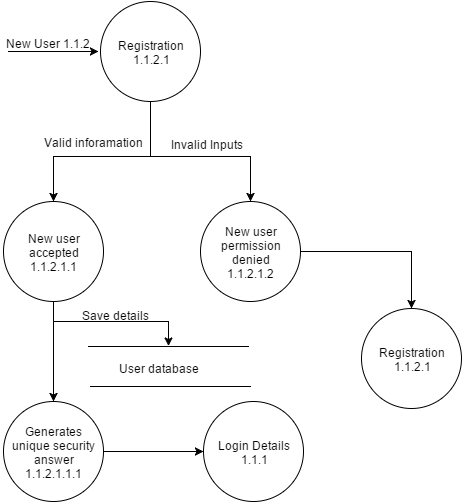 New User 1.1.2
Registration
1.1.2.1
Valid inforamation
Invalid Inputs
New user
accepted
1.1.2.1.1
New user
permission
denied
1.1.2.1.2
Save details
User database
Registration
1.1.2.1
Generates
unique security
answer
1.1.2.1.1.1
Login Details
1.1.1